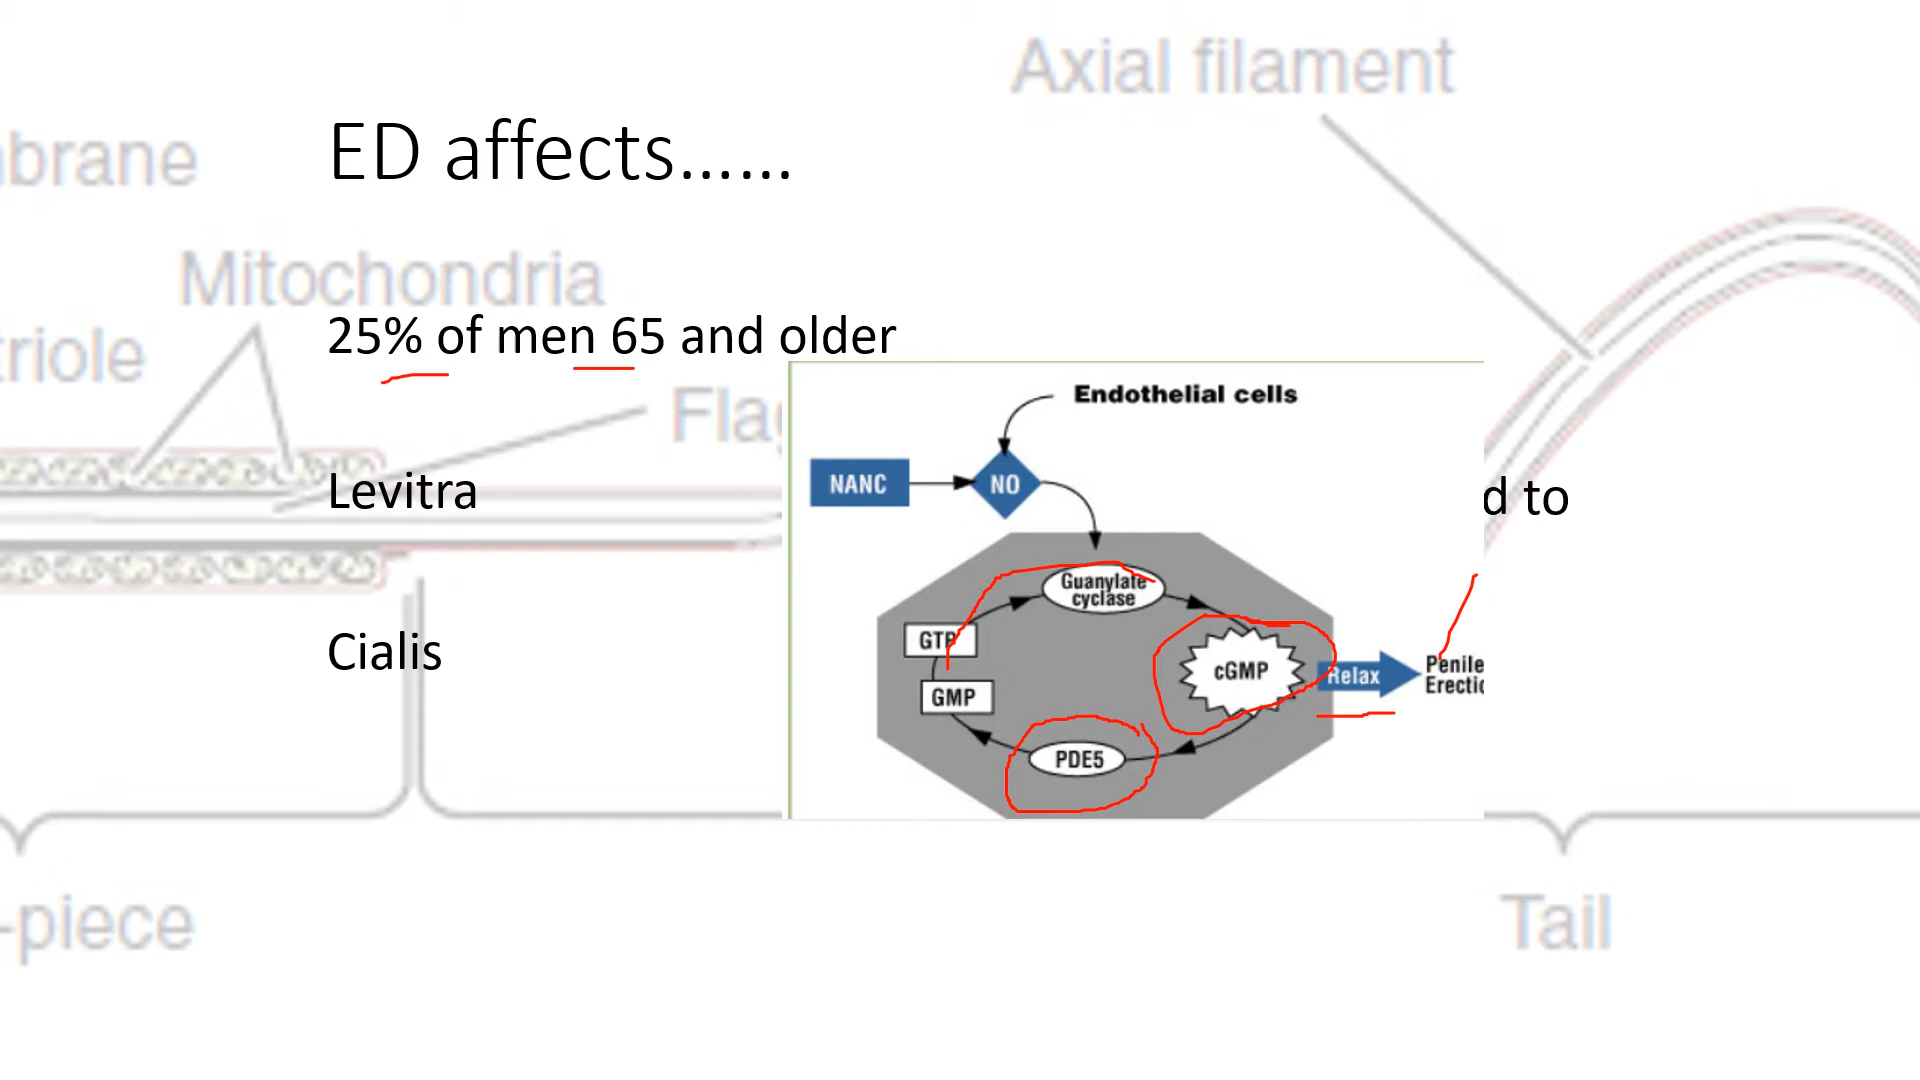 Axial filament
ED affects......
brane
Mitochondria
25% of men 65 and older
triole
Endothelial cells
Flag
NANC
NO
Levitra
d to
Guanylate
cyclase
GTP
Cialis
cGMP
Relax
Penile
Erectio
GMP
PDE5
-piece
Tail